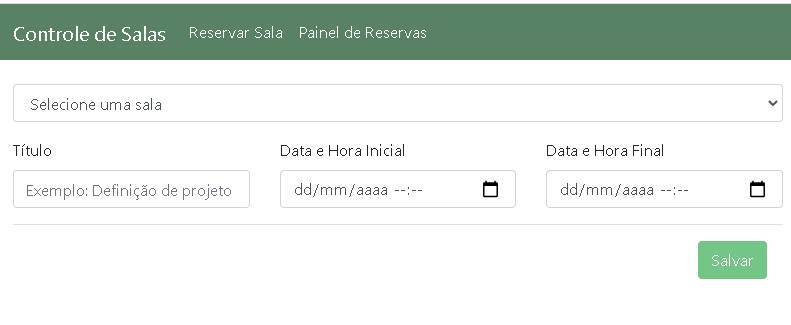 Controle de Salas Reservar Sala Painel de Reservas
Selecione uma sala
Título Data e Hora Inicial Data e Hora Final
Exemplo: Definição de projeto dd/mm/aaaa --:-- dd/mm/aaaa --:--
Salvar